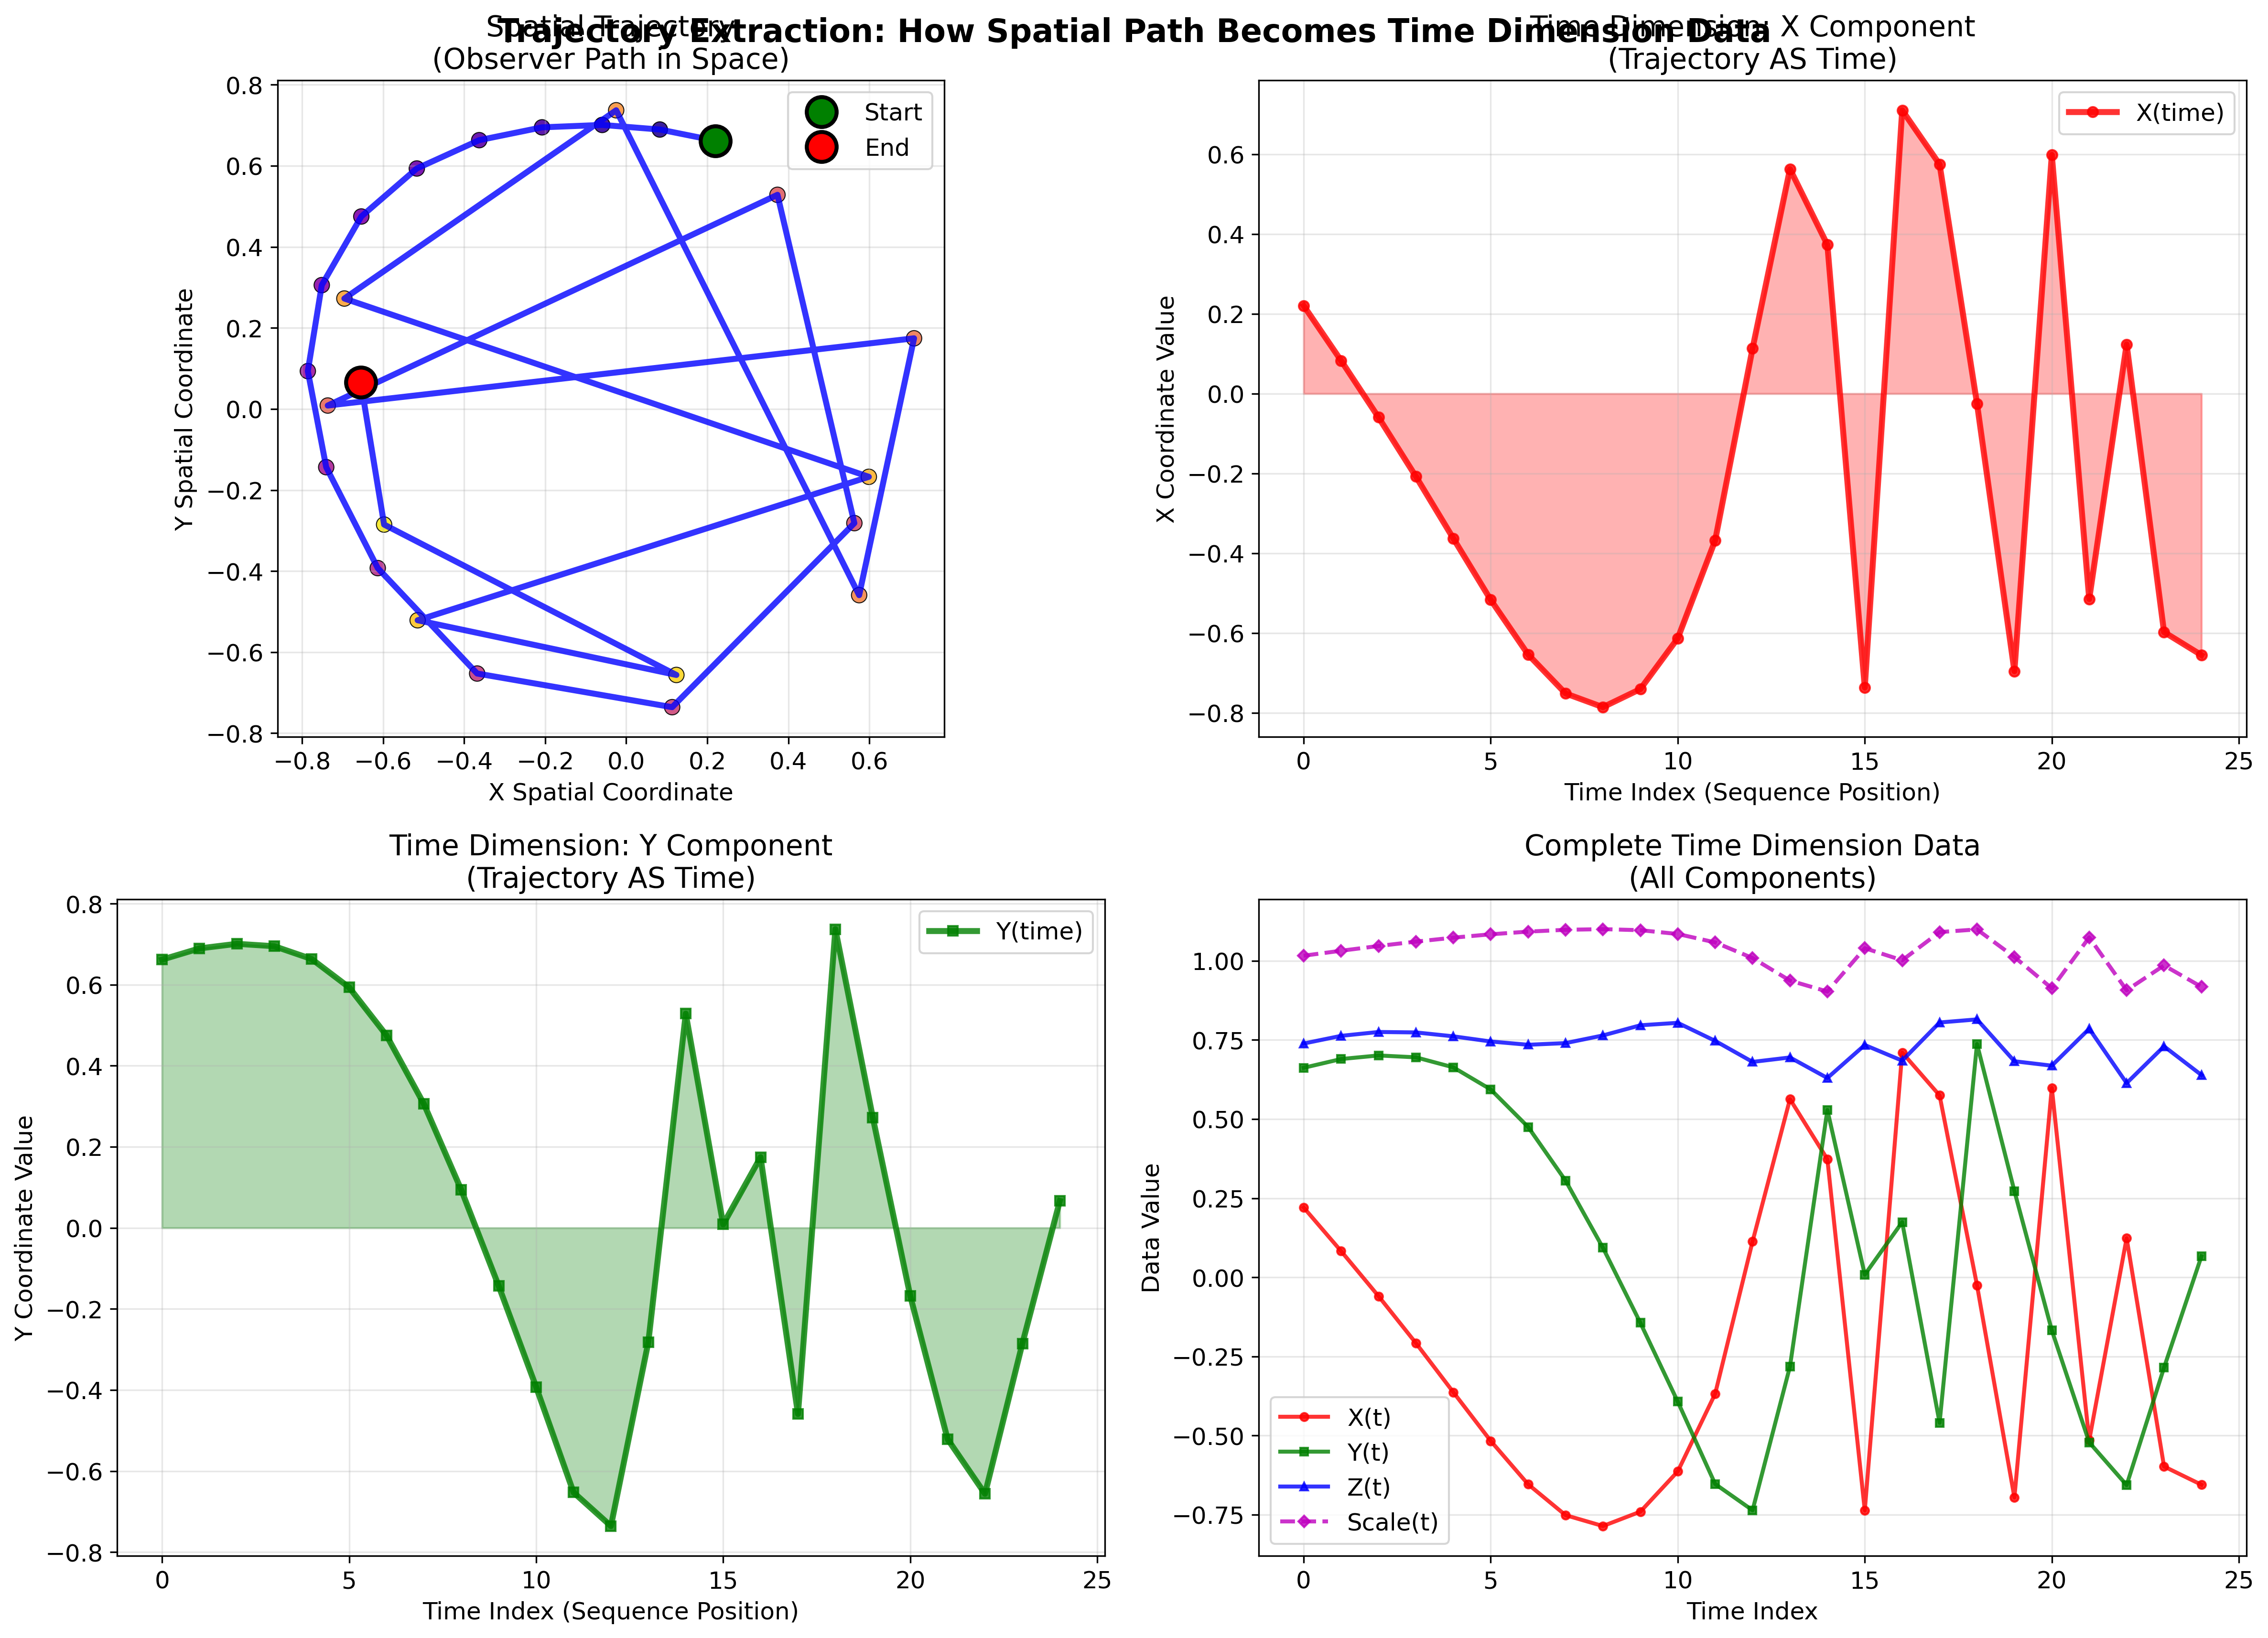 Trajectory Extraction: How Spatial Path Becomes Time Dimension Data
Spatial Trajectory
(Observer Path in Space)
0.8
0.6
0.4
0.2
0.0
−0.2
−0.4
−0.6
−0.8
Y Spatial Coordinate
Start
End
−0.8 −0.6 −0.4 −0.2 0.0 0.2 0.4 0.6
X Spatial Coordinate
Time Dimension: X Component
(Trajectory AS Time)
0.6
0.4
0.2
0.0
−0.2
−0.4
−0.6
−0.8
X Coordinate Value
X(time)
0 5 10 15 20 25
Time Index (Sequence Position)
Time Dimension: Y Component
(Trajectory AS Time)
0.8
0.6
0.4
0.2
0.0
−0.2
−0.4
−0.6
−0.8
Y Coordinate Value
Y(time)
0 5 10 15 20 25
Time Index (Sequence Position)
Complete Time Dimension Data
(All Components)
1.00
0.75
0.50
0.25
0.00
−0.25
−0.50
−0.75
Data Value
X(t)
Y(t)
Z(t)
Scale(t)
0 5 10 15 20 25
Time Index